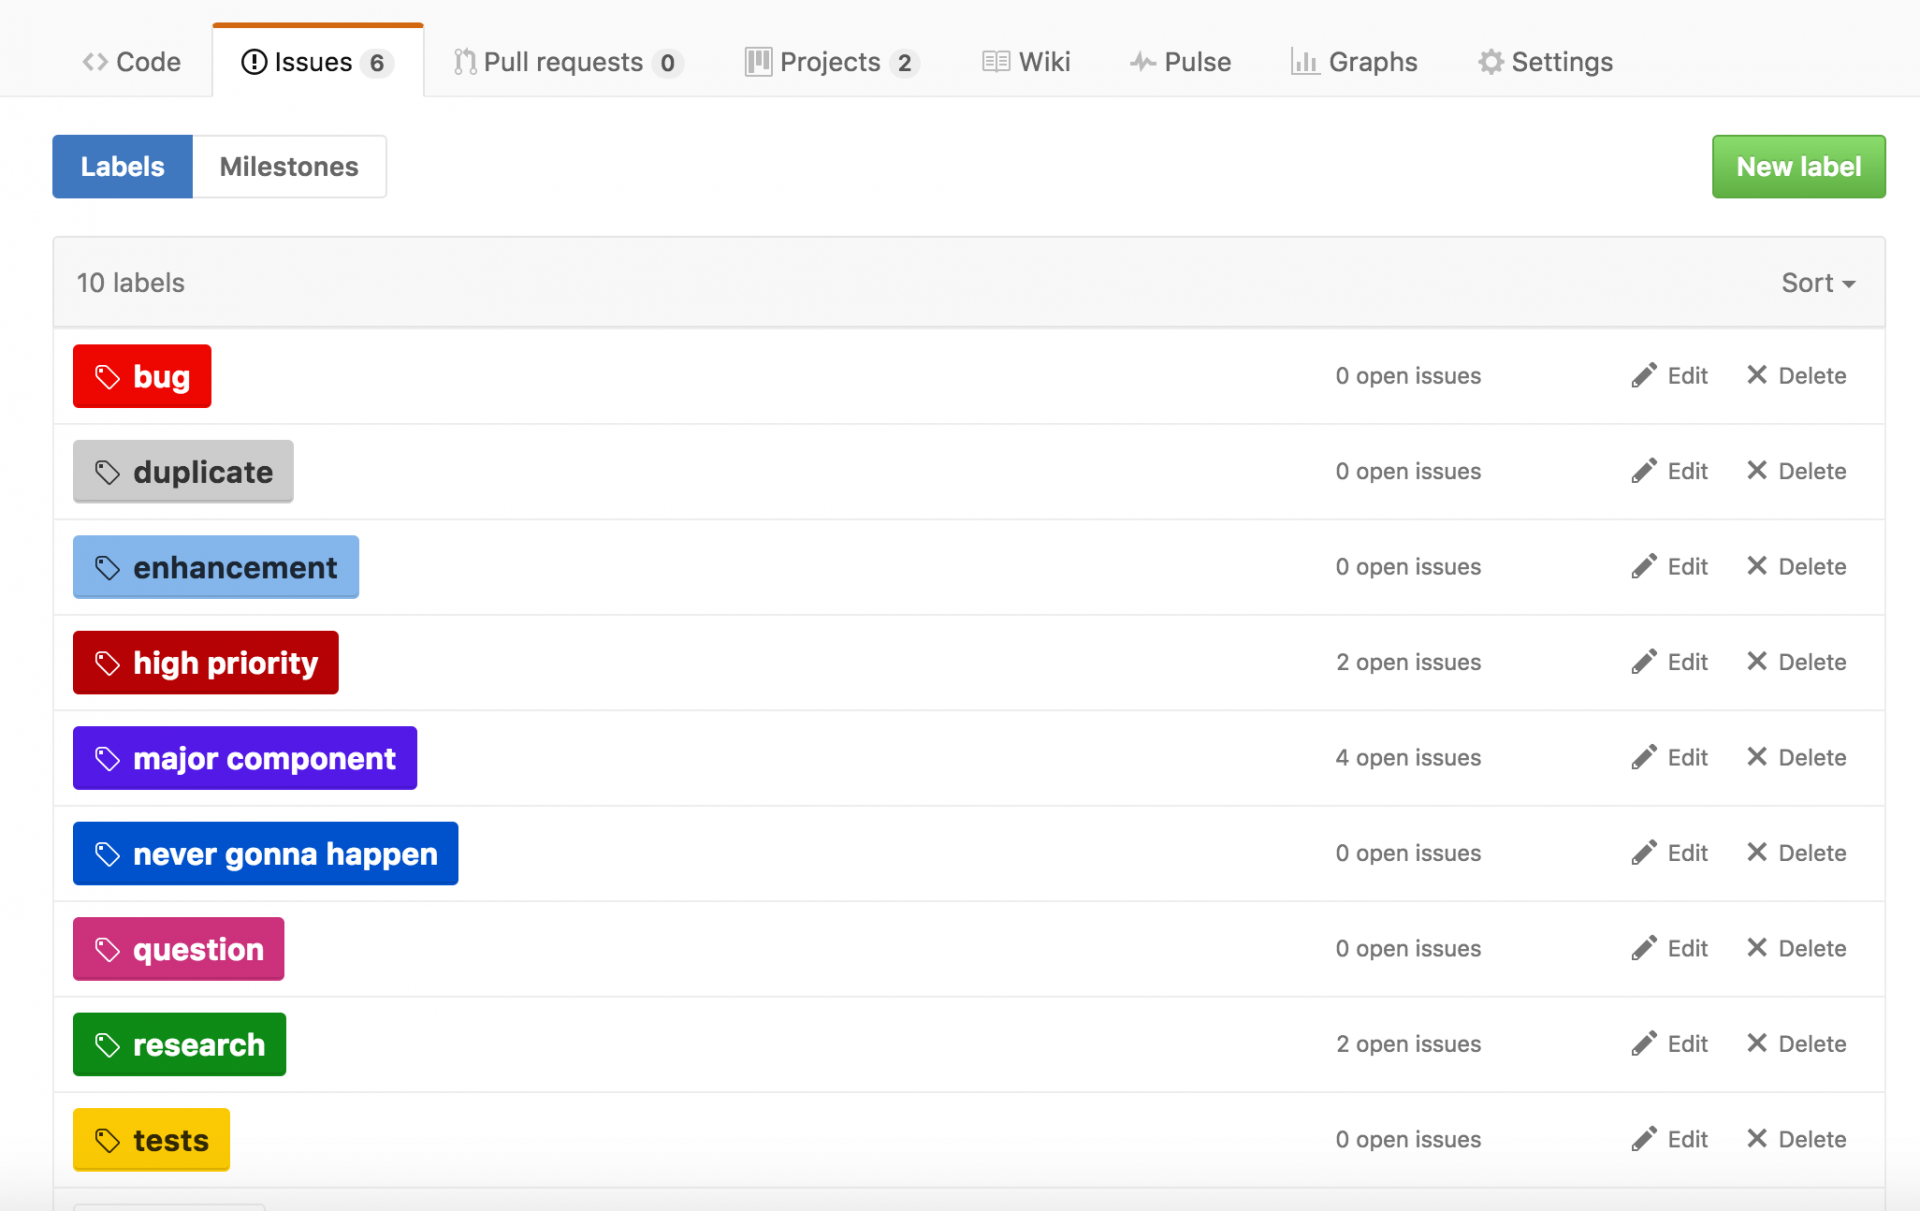 Code Issues 6 Pull requests 0 Projects 2 Wiki Pulse Graphs Settings
Labels Milestones New label
10 labels Sort
bug 0 open issues Edit Delete
duplicate 0 open issues Edit Delete
enhancement 0 open issues Edit Delete
high priority 2 open issues Edit Delete
major component 4 open issues Edit Delete
never gonna happen 0 open issues Edit Delete
question 0 open issues Edit Delete
research 2 open issues Edit Delete
tests 0 open issues Edit Delete